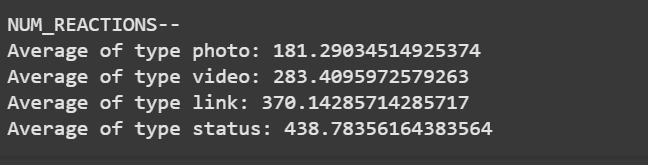 NUM_REACTIONS--
Average of type photo: 181.29034514925374
Average of type video: 283.4095972579263
Average of type link: 370.14285714285717
Average of type status: 438.78356164383564